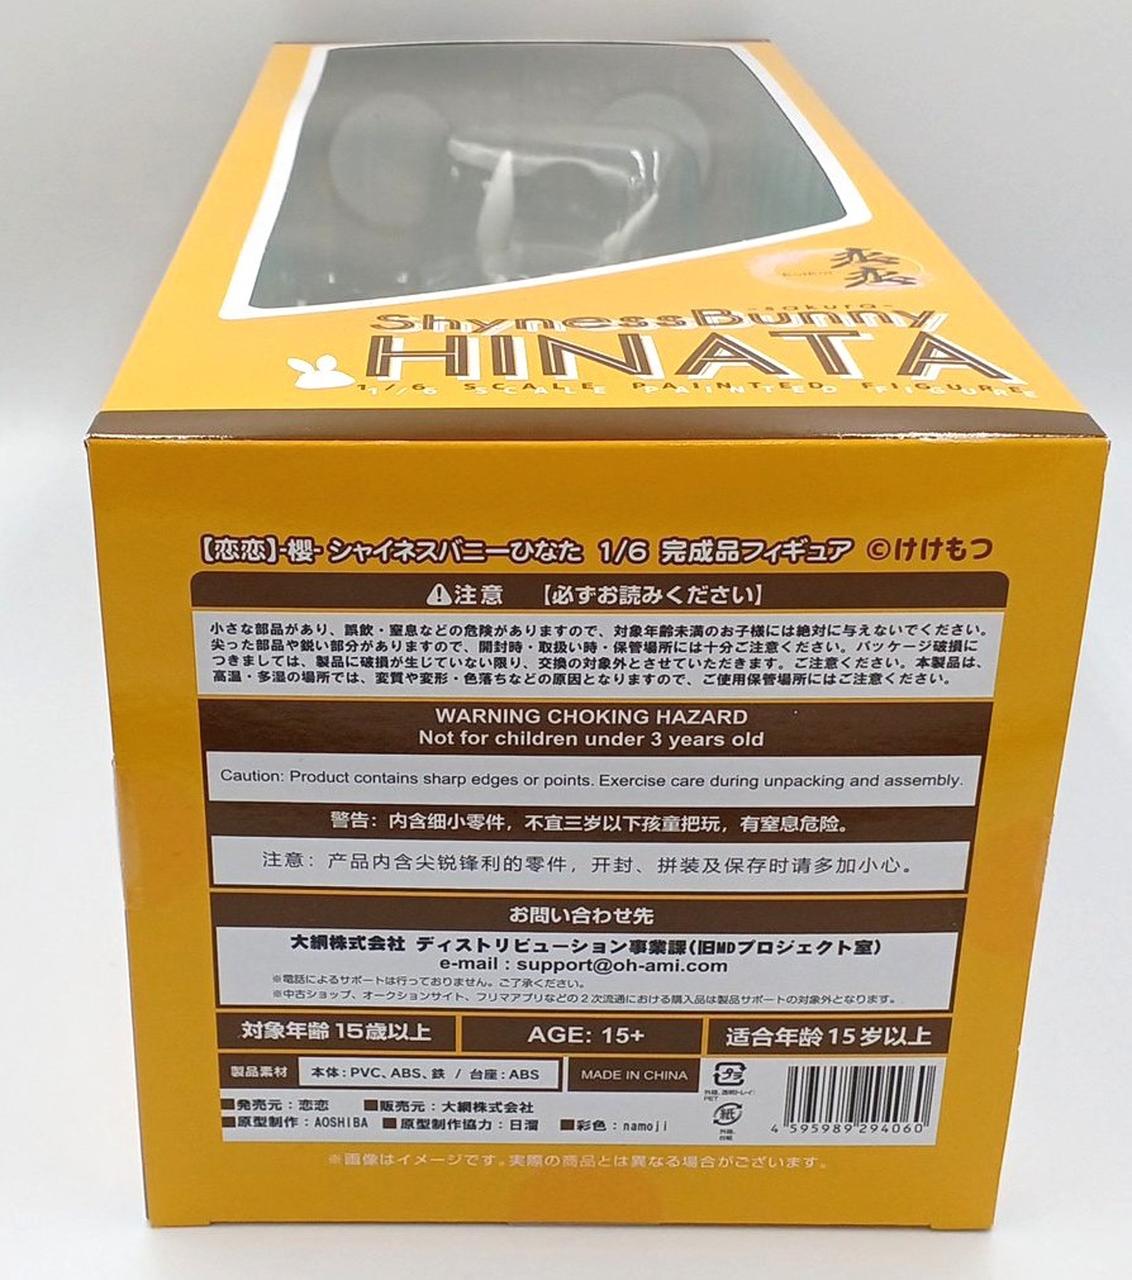 恋恋
-sakura-
ShynessBunny
HINATA
1/6 SCALE PAINTED FIGURE
【恋恋】-櫻- シャイネスバニーひなた 1/6 完成品フィギュア ©けけもつ
注意 【必ずお読みください】
小さな部品があり、誤飲・窒息などの危険がありますので、対象年齢未満のお子様には絶対に与えないでください。
尖った部品や鋭い部分がありますので、開封時・取扱い時・保管場所には十分ご注意ください。パッケージ破損に
つきましては、製品に破損が生じていない限り、交換の対象外とさせていただきます。ご注意ください。本製品は、
高温・多湿の場所では、変質や変形・色落ちなどの原因となりますので、ご使用保管場所にはご注意ください。
WARNING CHOKING HAZARD
Not for children under 3 years old
Caution: Product contains sharp edges or points. Exercise care during unpacking and assembly.
警告：内含细小零件，不宜三岁以下孩童把玩，有窒息危险。
注意：产品内含尖锐锋利的零件，开封、拼装及保存时请多加小心。
お問い合わせ先
大網株式会社 ディストリビューション事業課(旧MDプロジェクト室)
e-mail : support@oh-ami.com
※電話によるサポートは行っておりません。ご了承ください。
※中古ショップ、オークションサイト、フリマアプリなどの2次流通における購入品は製品サポートの対象外となります。
対象年齢 15歳以上 AGE: 15+ 适合年龄 15 岁以上
製品素材 本体：PVC、ABS、鉄 / 台座：ABS MADE IN CHINA
プラ
外箱、透明トレイ：
PET
■発売元：恋恋 ■販売元：大網株式会社
■原型制作：AOSHIBA ■原型制作協力：日溜 ■彩色：namoji
紙
外箱、
台紙
4 595989 294060
※画像はイメージです。実際の商品とは異なる場合がございます。